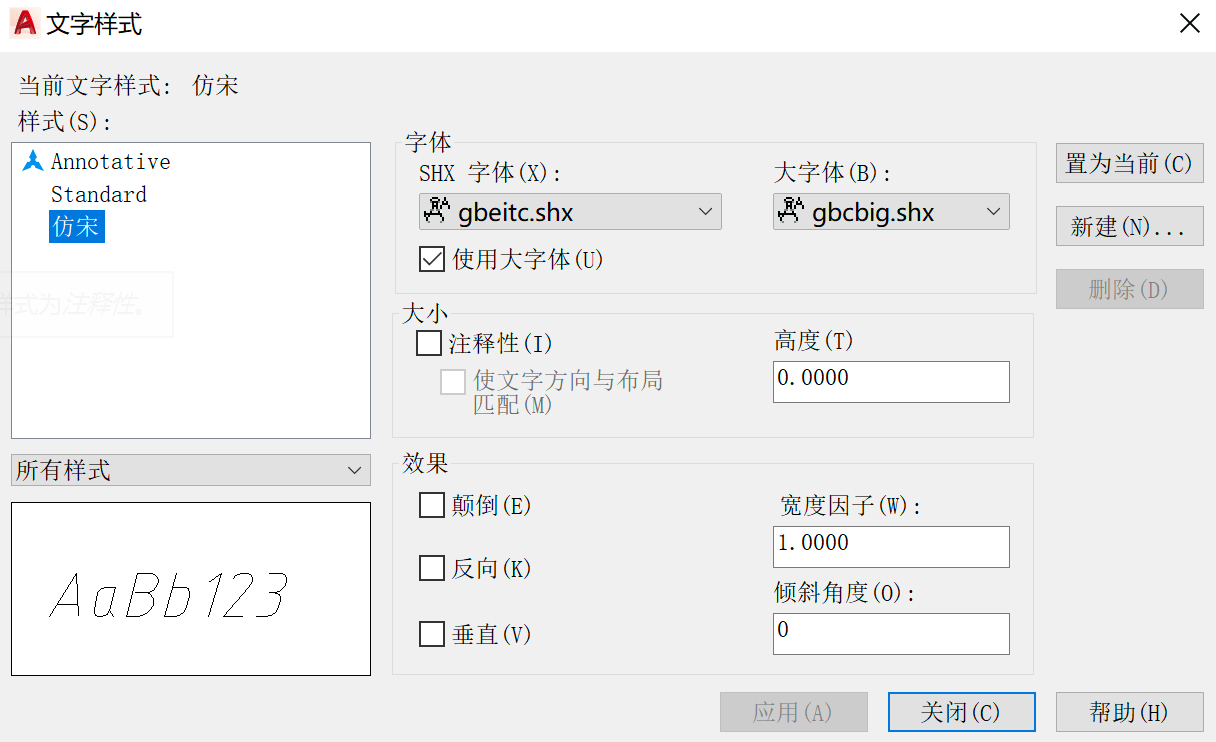 文字样式
当前文字样式: 仿宋
样式(S):
Annotative
Standard
仿宋
样式为注释性。
所有样式
AaBb123
字体
SHX 字体(X):
大字体(B):
gbeitc.shx
gbcbig.shx
使用大字体(U)
大小
注释性(I)
使文字方向与布局
匹配(M)
高度(T)
0.0000
效果
颠倒(E)
反向(K)
垂直(V)
宽度因子(W):
1.0000
倾斜角度(O):
0
置为当前(C)
新建(N)...
删除(D)
应用(A)
关闭(C)
帮助(H)